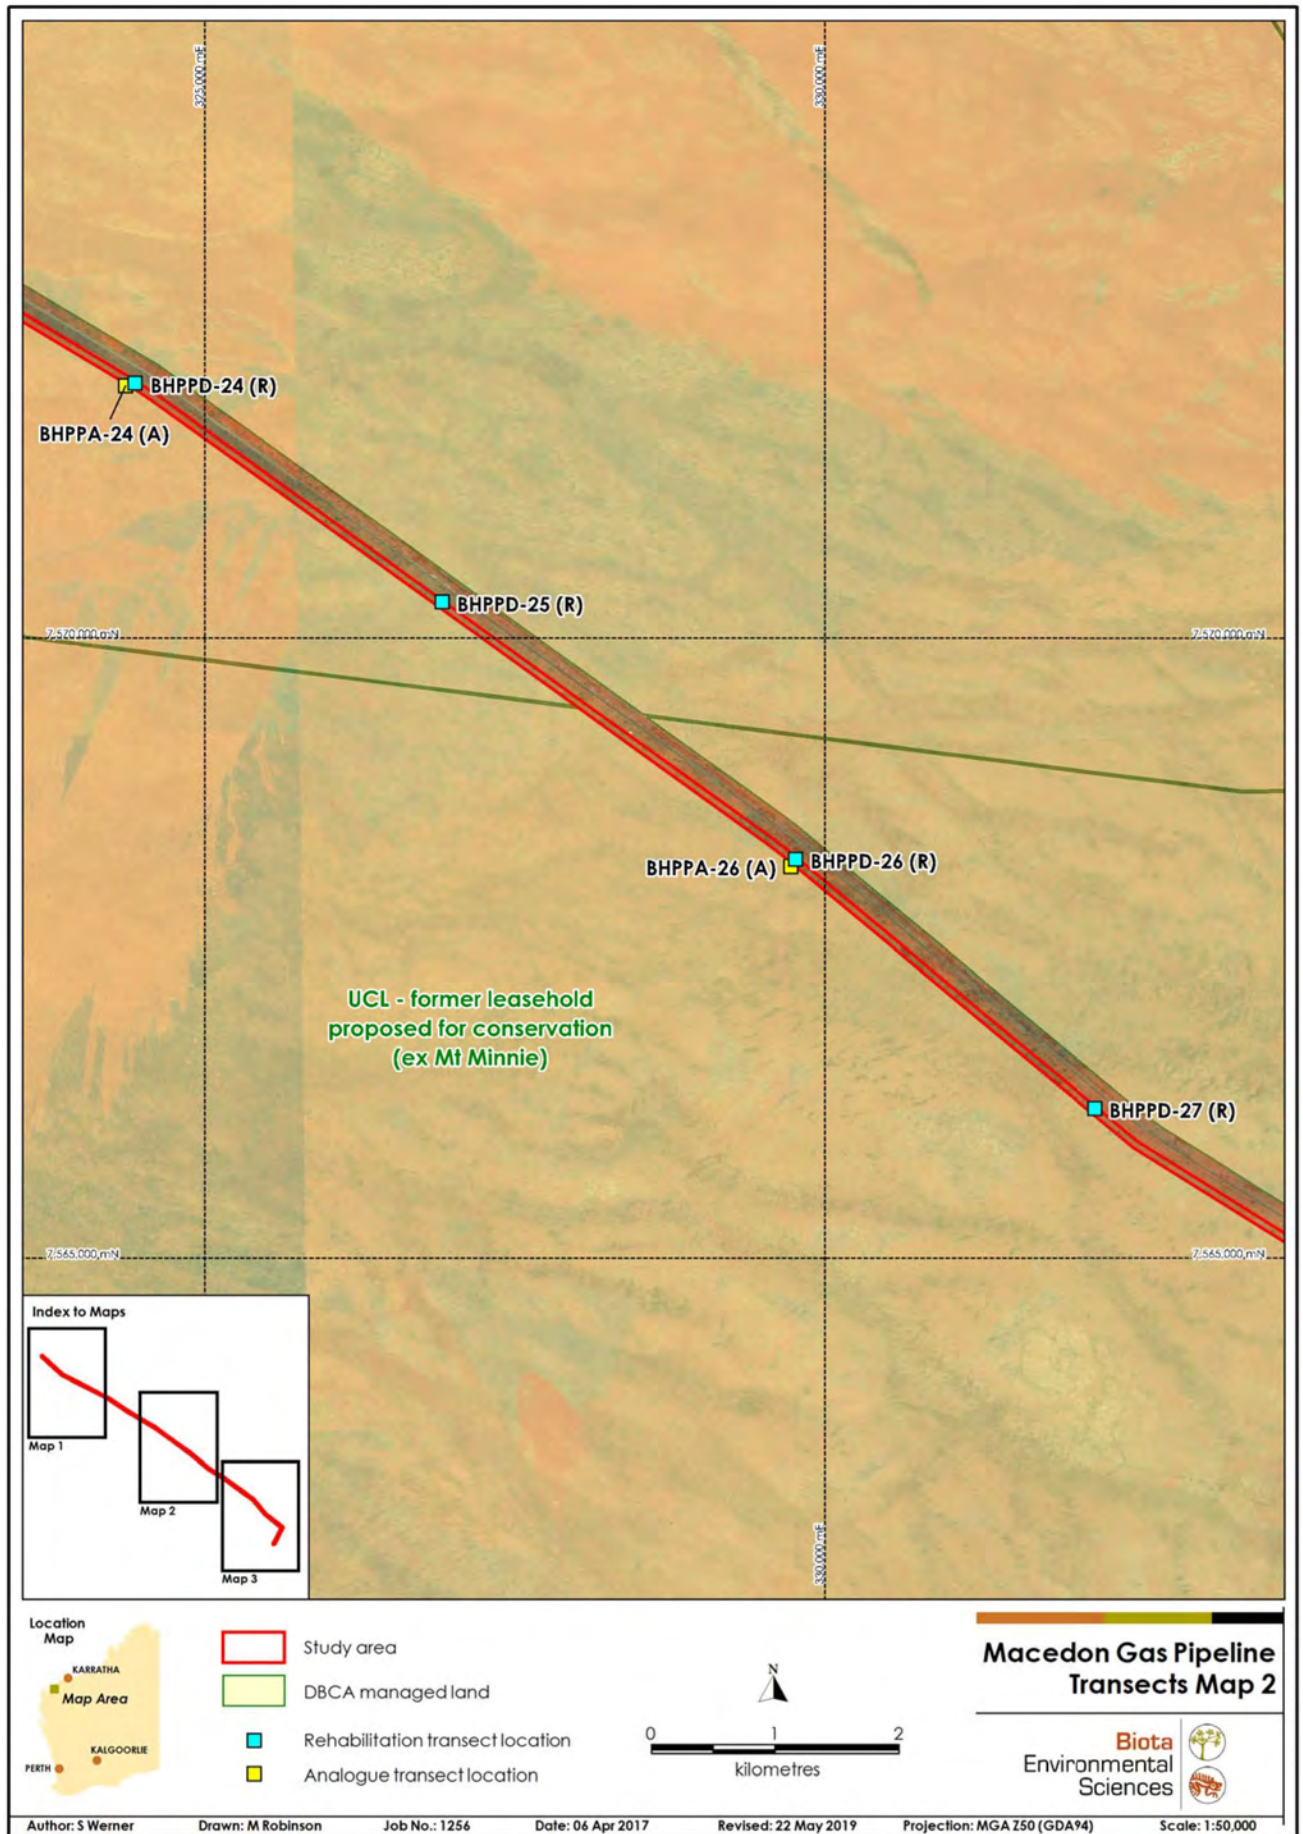 325,000 mE
330,000 mE
BHPPD-24 (R)
BHPPA-24 (A)
BHPPD-25 (R)
7,570,000 mN
7,570,000 mN
BHPPD-26 (R)
BHPPA-26 (A)
UCL - former leasehold
proposed for conservation
(ex Mt Minnie)
BHPPD-27 (R)
7,565,000 mN
7,565,000 mN
Index to Maps
Map 1
Map 2
Map 3
330,000 mE
Location
Map
KARRATHA
Map Area
KALGOORLIE
PERTH
Study area
DBCA managed land
Rehabilitation transect location
Analogue transect location
N
0 1 2
kilometres
Macedon Gas Pipeline
Transects Map 2
Biota
Environmental
Sciences
Author: S Werner Drawn: M Robinson Job No.: 1256 Date: 06 Apr 2017 Revised: 22 May 2019 Projection: MGA Z50 (GDA94) Scale: 1:50,000